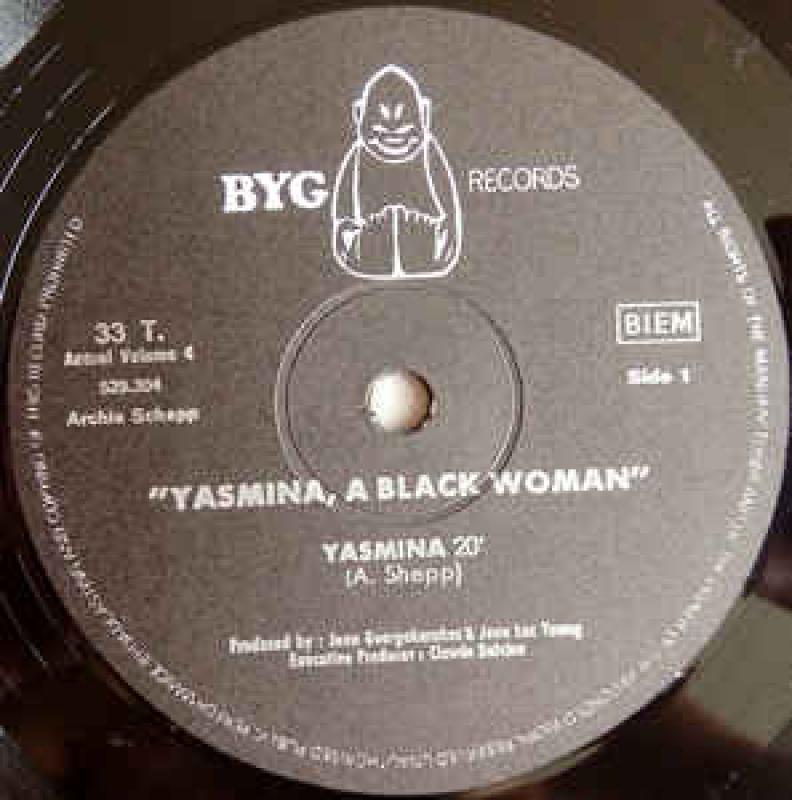 BYG RECORDS
33 T.
Actuel Volume 4
529.304
Archie Schepp
BIEM
Side 1
"YASMINA, A BLACK WOMAN"
YASMINA 20'
(A. Shepp)
Produced by : Jean Georgakarakos & Jean Luc Young
Executive Producer : Claude Delcloo